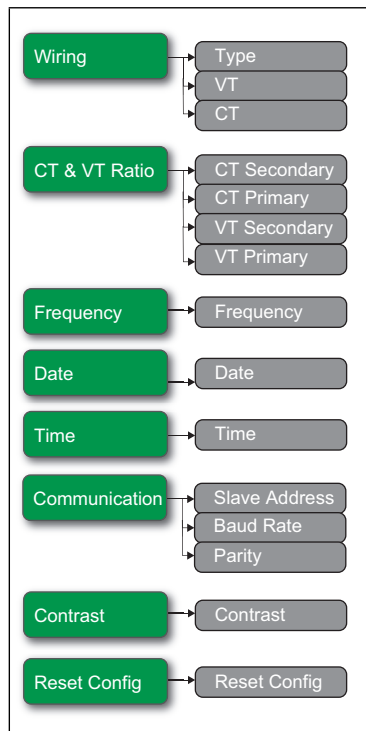 Wiring
Type
VT
CT
CT & VT Ratio
CT Secondary
CT Primary
VT Secondary
VT Primary
Frequency
Frequency
Date
Date
Time
Time
Communication
Slave Address
Baud Rate
Parity
Contrast
Contrast
Reset Config
Reset Config